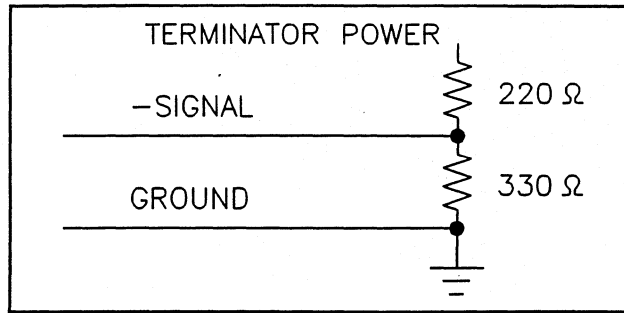 TERMINATOR POWER
220 Ω
-SIGNAL
330 Ω
GROUND